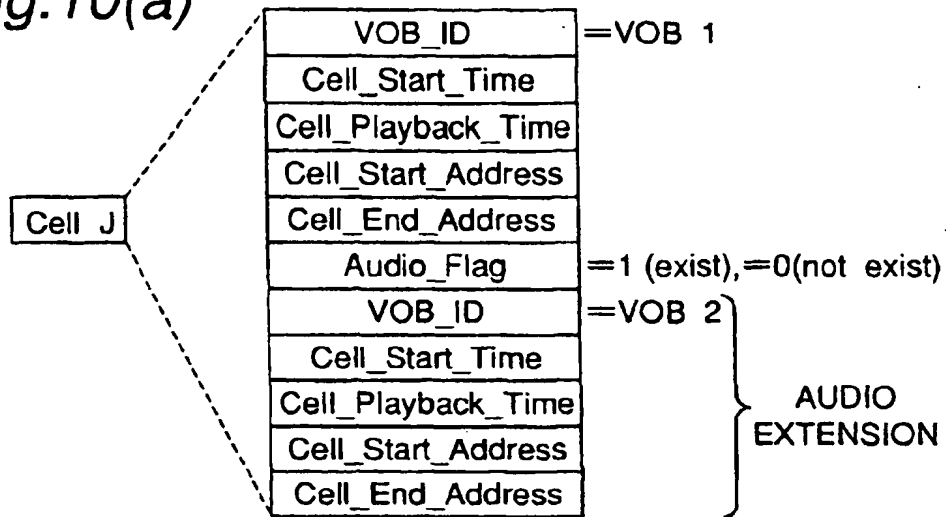 g. 10(a)
VOB_ID =VOB 1
Cell_Start_Time
Cell_Playback_Time
Cell_Start_Address
Cell_End_Address
Cell J
Audio_Flag =1 (exist),=0(not exist)
VOB_ID =VOB 2
Cell_Start_Time
Cell_Playback_Time
Cell_Start_Address
Cell_End_Address
AUDIO
EXTENSION